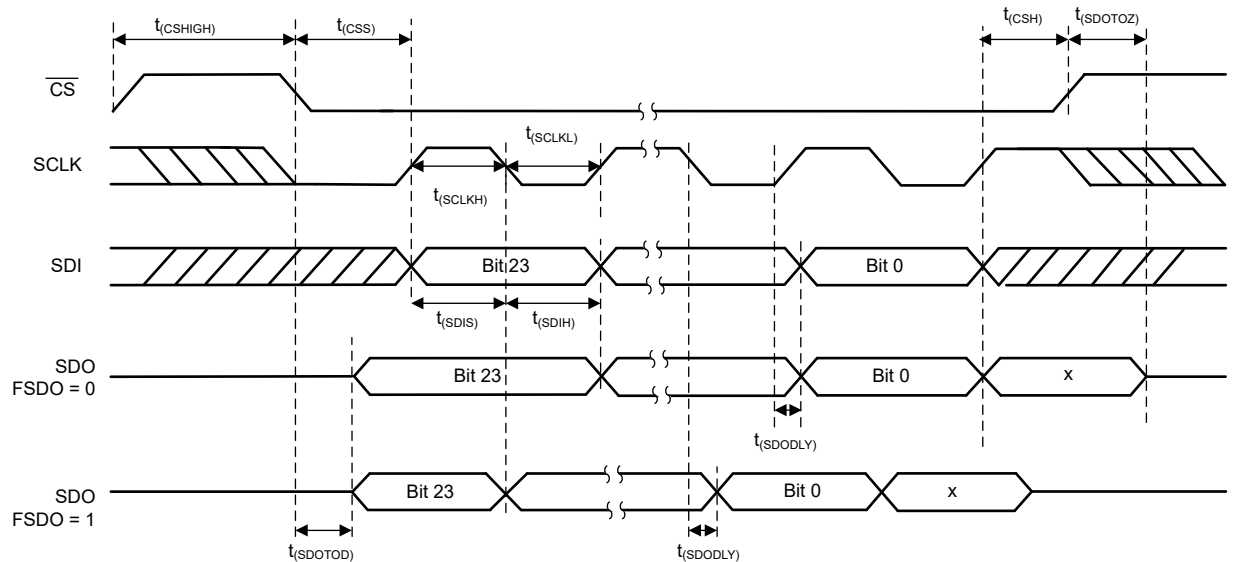 t(CSHIGH) t(CSS) t(CSH) t(SDOTOZ)
CS
t(SCLKL)
SCLK
t(SCLKH)
SDI Bit 23 Bit 0
t(SDIS) t(SDIH)
SDO
FSDO = 0 Bit 23 Bit 0 x
t(SDODLY)
SDO
FSDO = 1 Bit 23 Bit 0 x
t(SDOTOD) t(SDODLY)